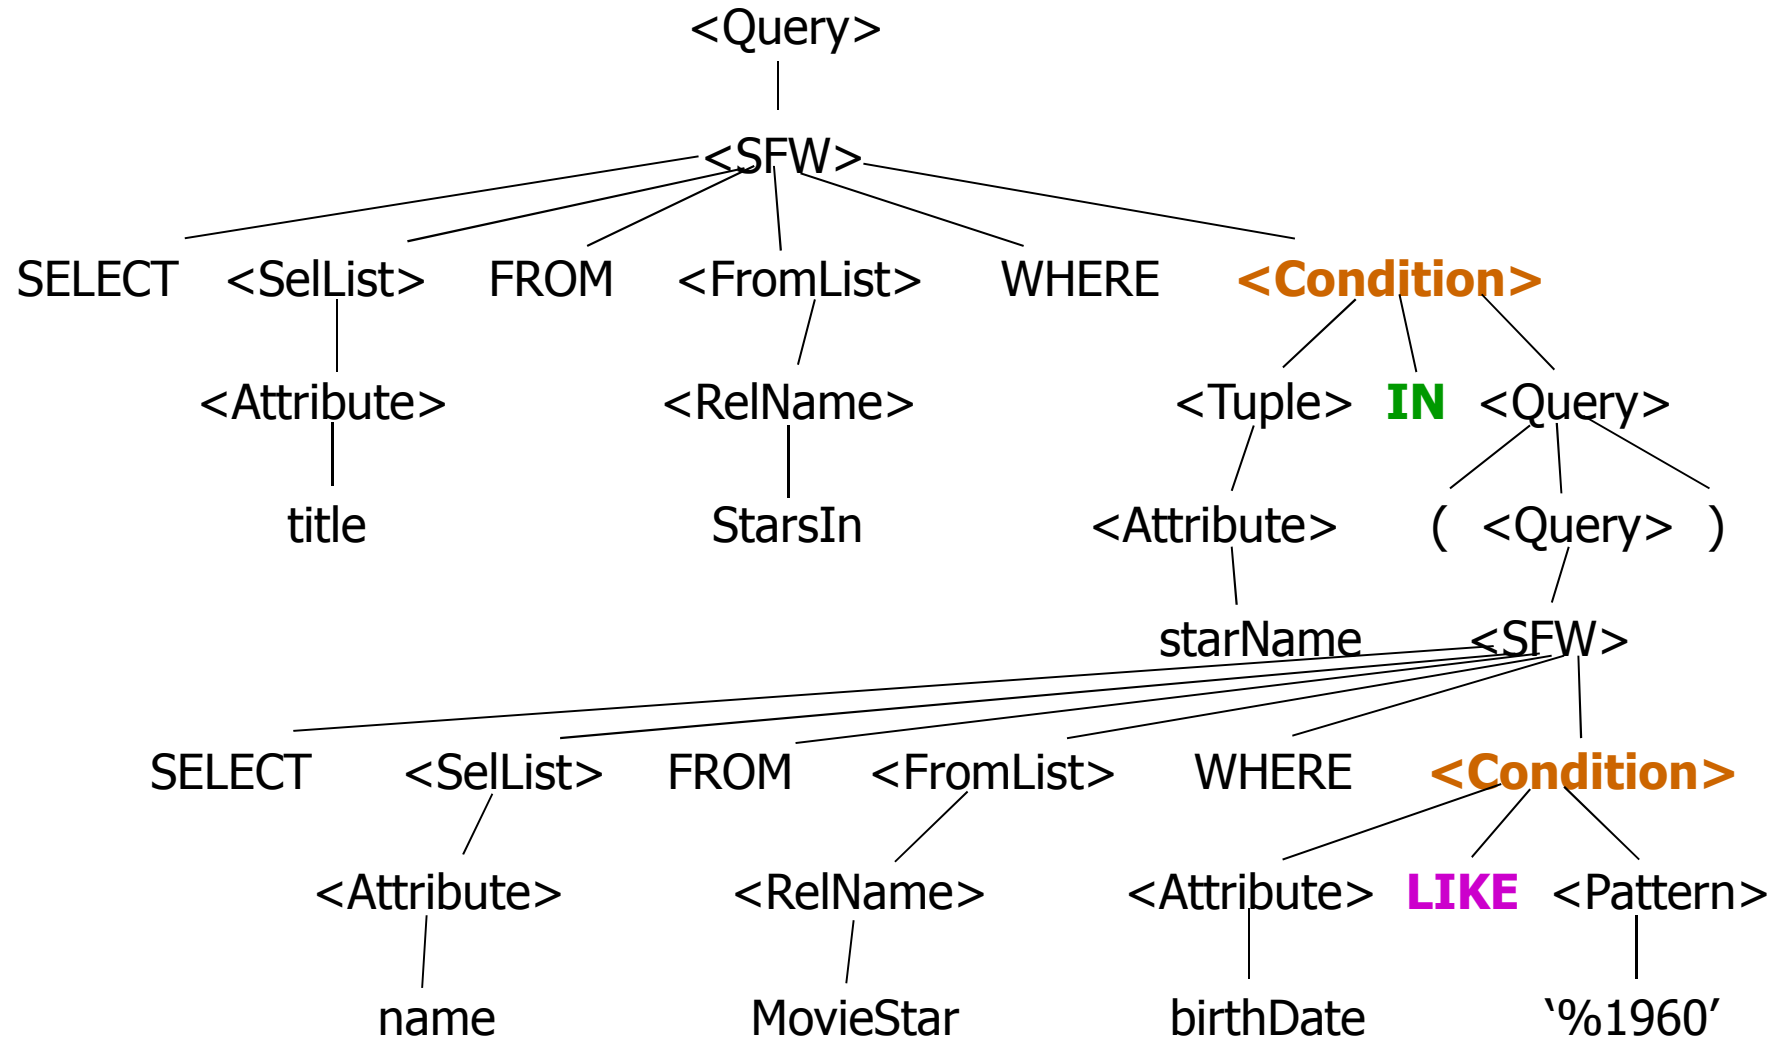 <Query>
<SFW>
SELECT <SelList> FROM <FromList> WHERE <Condition>
<Attribute> <RelName> <Tuple> IN <Query>
title StarsIn <Attribute> ( <Query> )
starName <SFW>
SELECT <SelList> FROM <FromList> WHERE <Condition>
<Attribute> <RelName> <Attribute> LIKE <Pattern>
name MovieStar birthDate ‘%1960’